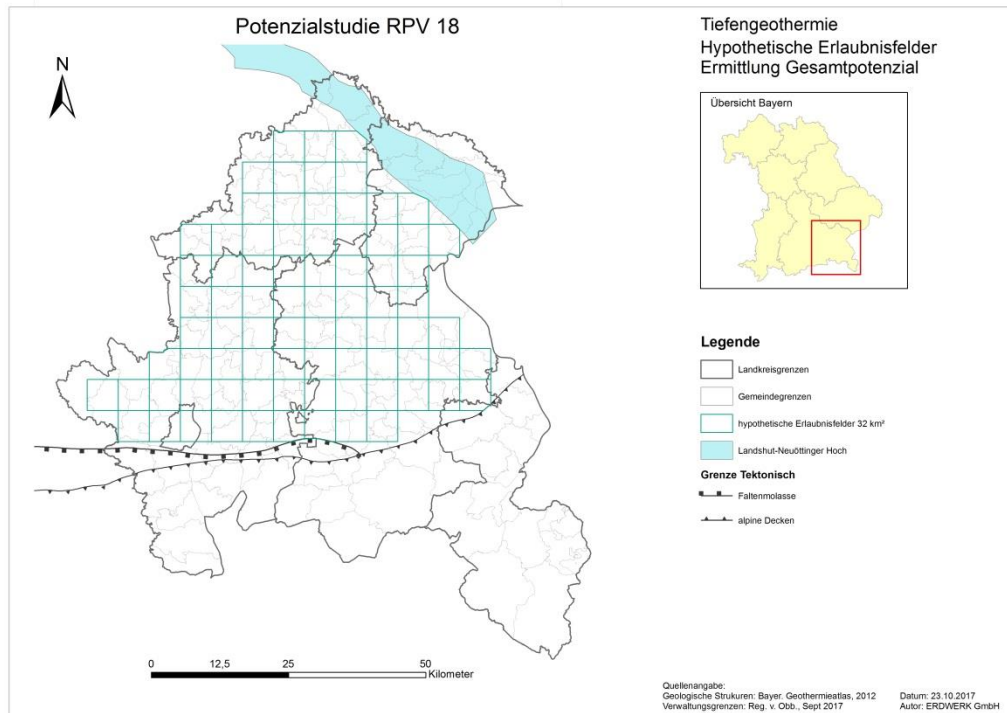 Potenzialstudie RPV 18
N
Tiefengeothermie
Hypothetische Erlaubnisfelder
Ermittlung Gesamtpotenzial
Übersicht Bayern
Legende
Landkreisgrenzen
Gemeindegrenzen
hypothetische Erlaubnisfelder 32 km²
Landshut-Neuöttinger Hoch
Grenze Tektonisch
Faltenmolasse
alpine Decken
0 12,5 25 50
Kilometer
Quellenangabe:
Geologische Strukuren: Bayer. Geothermieatlas, 2012
Verwaltungsgrenzen: Reg. v. Obb., Sept 2017
Datum: 23.10.2017
Autor: ERDWERK GmbH